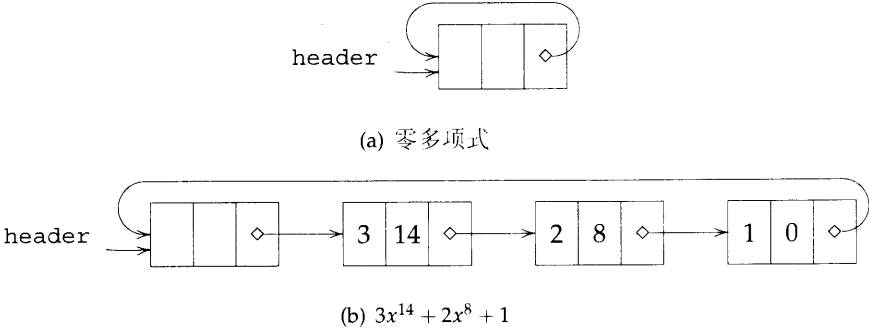 header
(a) 零多项式
header 3 14 2 8 1 0
(b) 3x¹⁴ + 2x⁸ + 1